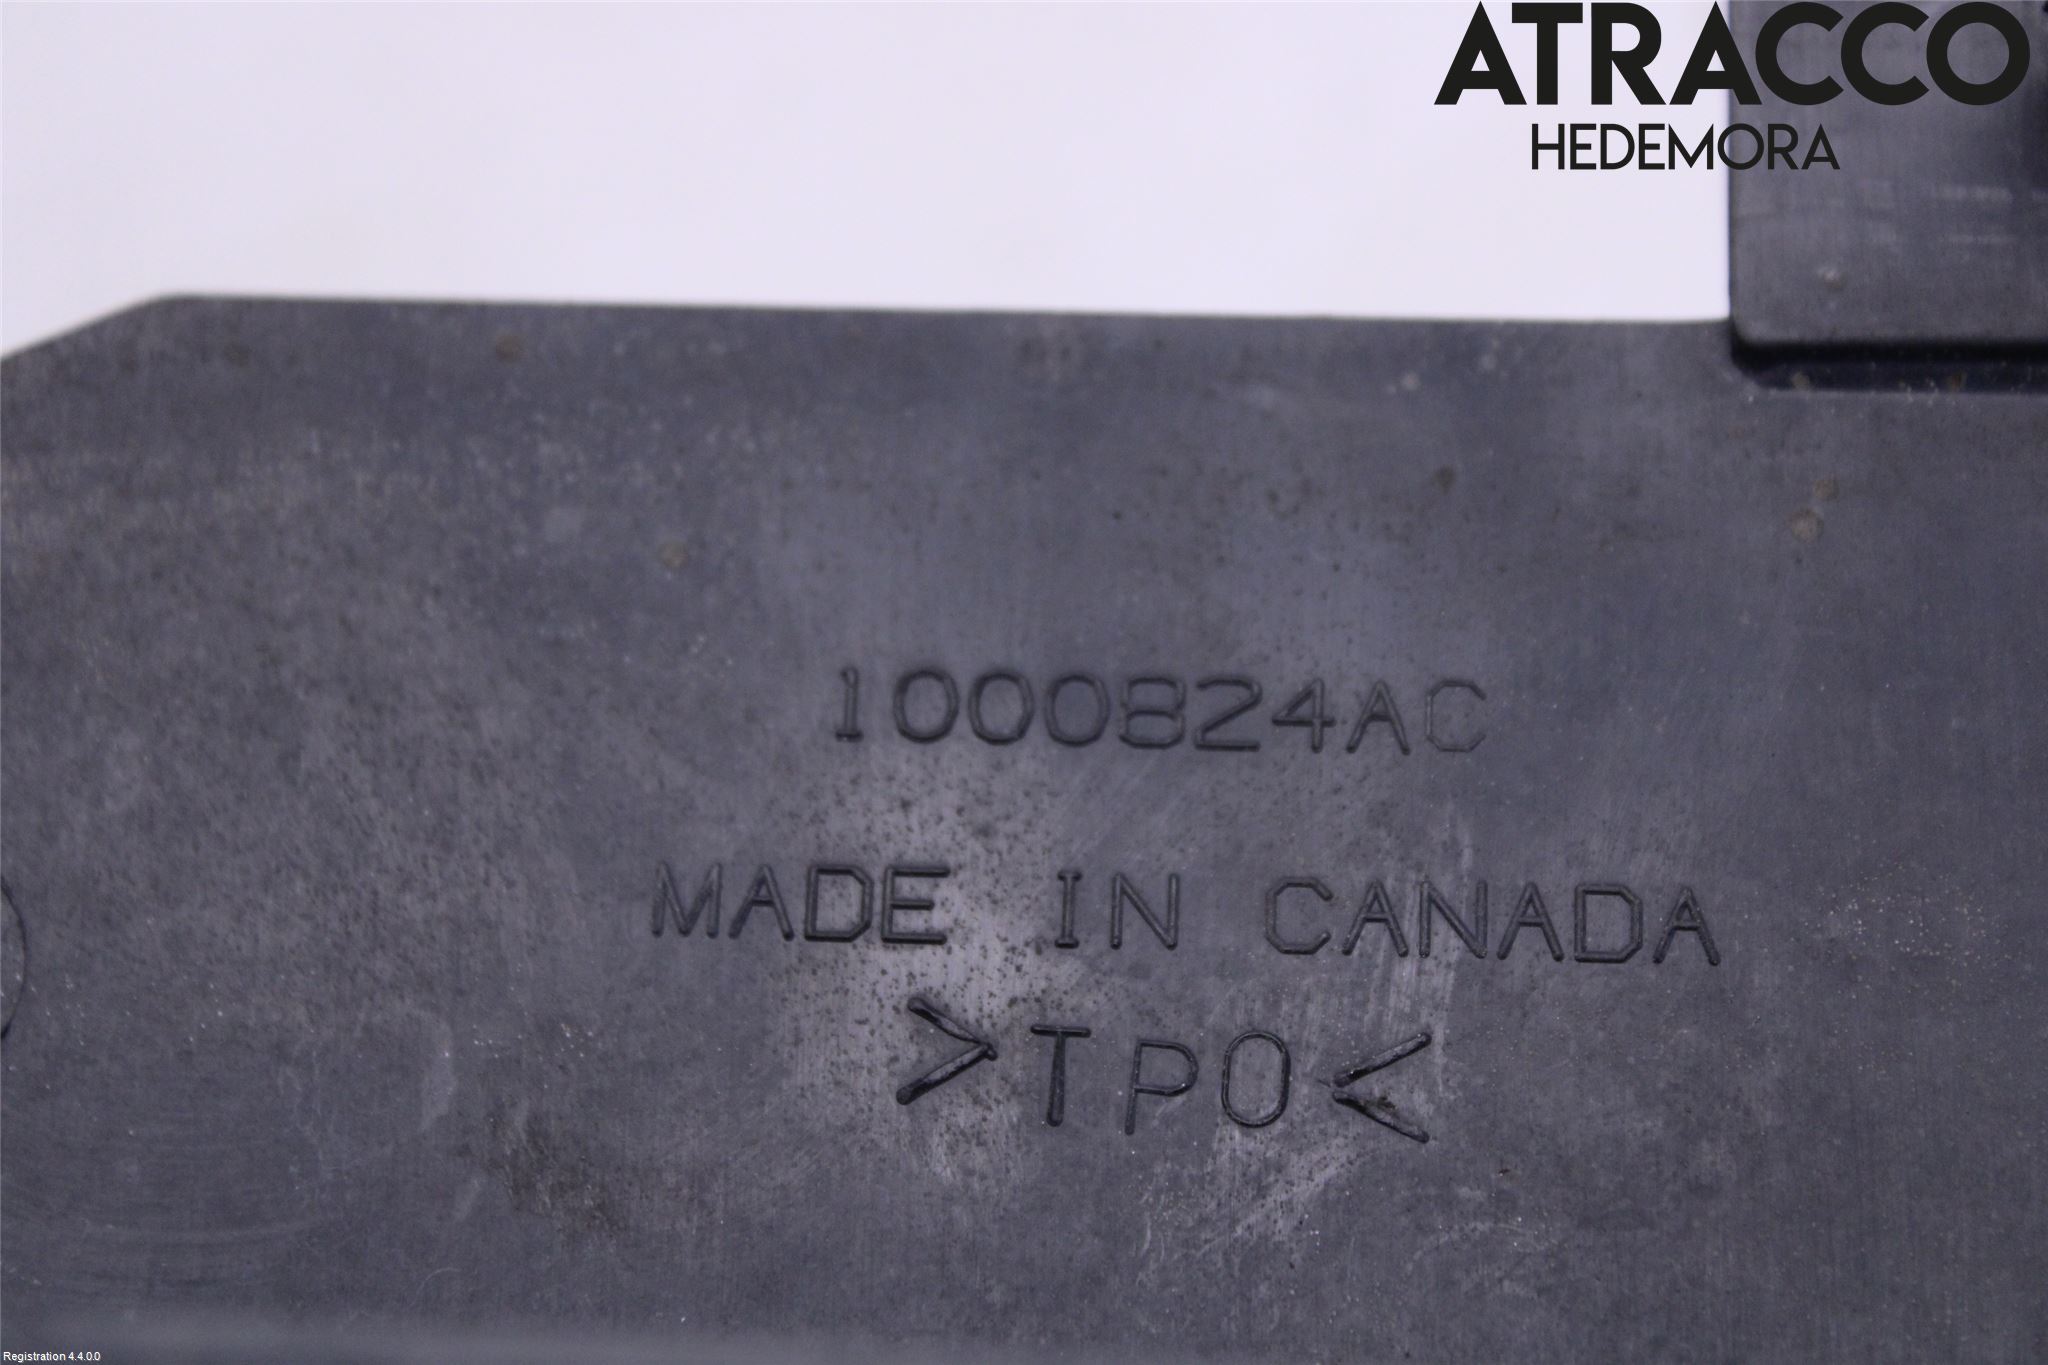 ATRACCO
HEDEMORA
1000824AC
MADE IN CANADA
>TPO<
Registration 4.4.0.0